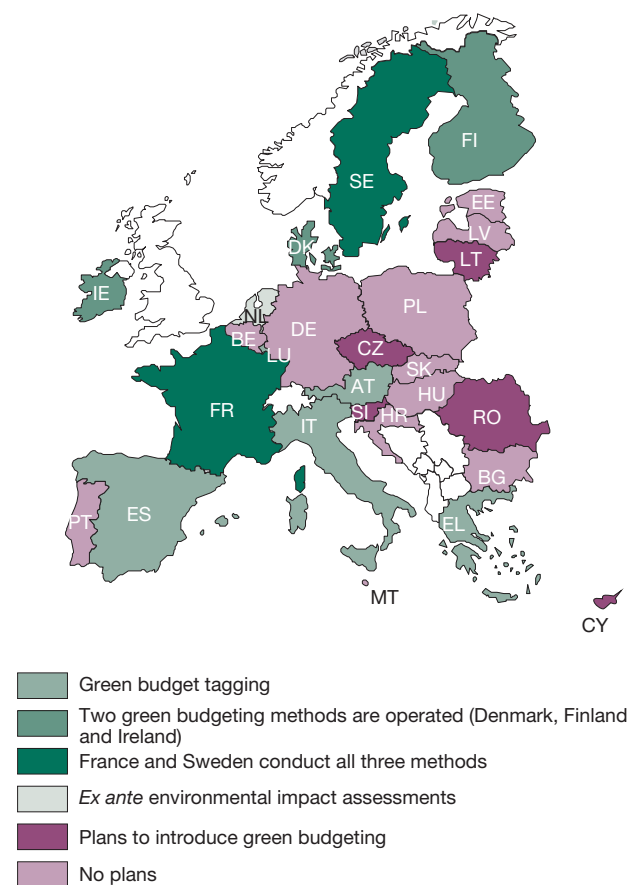 FI
SE
EE
LV
LT
DK
IE
NL
PL
DE
BE
LU
CZ
SK
AT
HU
FR
SI
HR
RO
IT
BG
ES
PT
EL
MT
CY
Green budget tagging
Two green budgeting methods are operated (Denmark, Finland
and Ireland)
France and Sweden conduct all three methods
Ex ante environmental impact assessments
Plans to introduce green budgeting
No plans